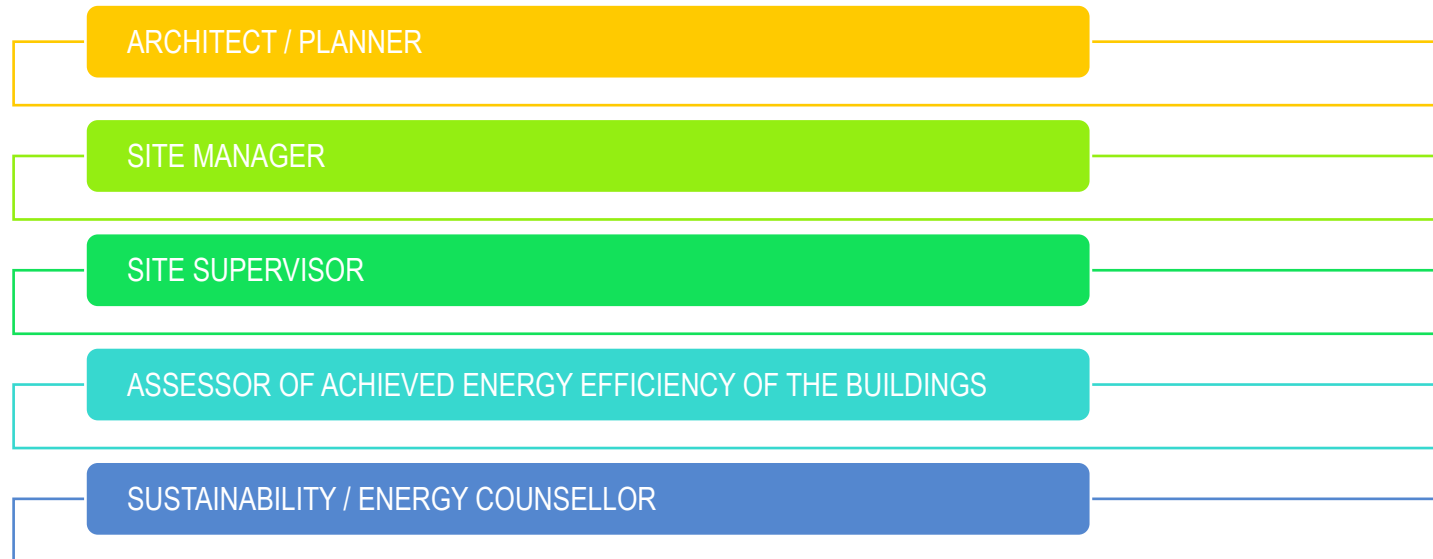 ARCHITECT / PLANNER
SITE MANAGER
SITE SUPERVISOR
ASSESSOR OF ACHIEVED ENERGY EFFICIENCY OF THE BUILDINGS
SUSTAINABILITY / ENERGY COUNSELLOR